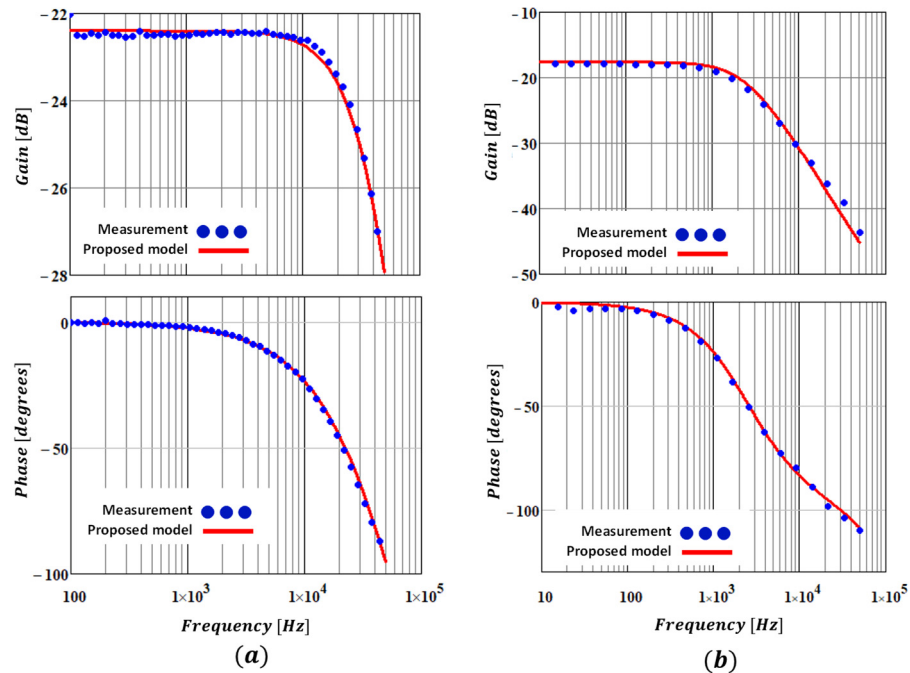 −22
−24
−26
−28
Gain [dB]
Measurement
Proposed model
0
−50
−100
Phase [degrees]
Measurement
Proposed model
100
1×10³
1×10⁴
1×10⁵
Frequency [Hz]
(a)
−10
−20
−30
−40
−50
Gain [dB]
Measurement
Proposed model
0
−50
−100
Phase [degrees]
Measurement
Proposed model
10
100
1×10³
1×10⁴
1×10⁵
Frequency [Hz]
(b)